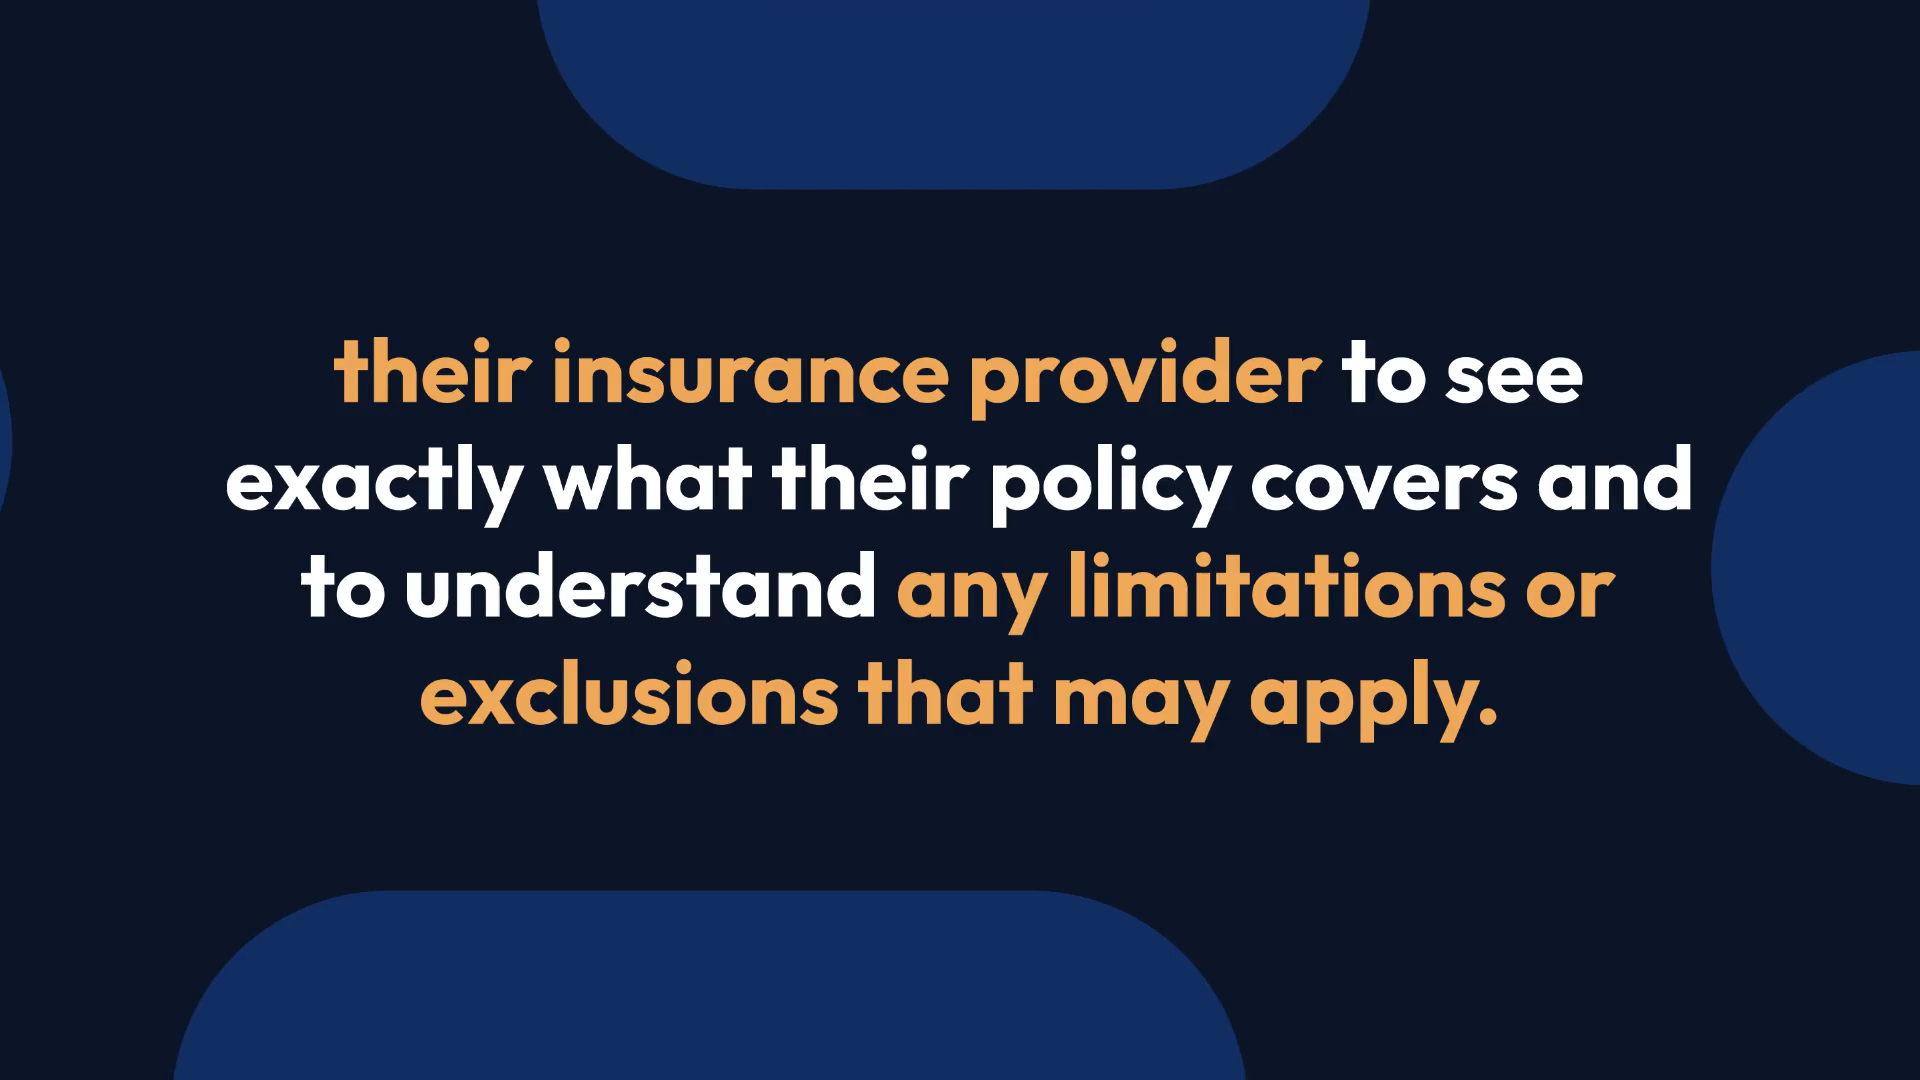 their insurance provider to see
exactly what their policy covers and
to understand any limitations or
exclusions that may apply.